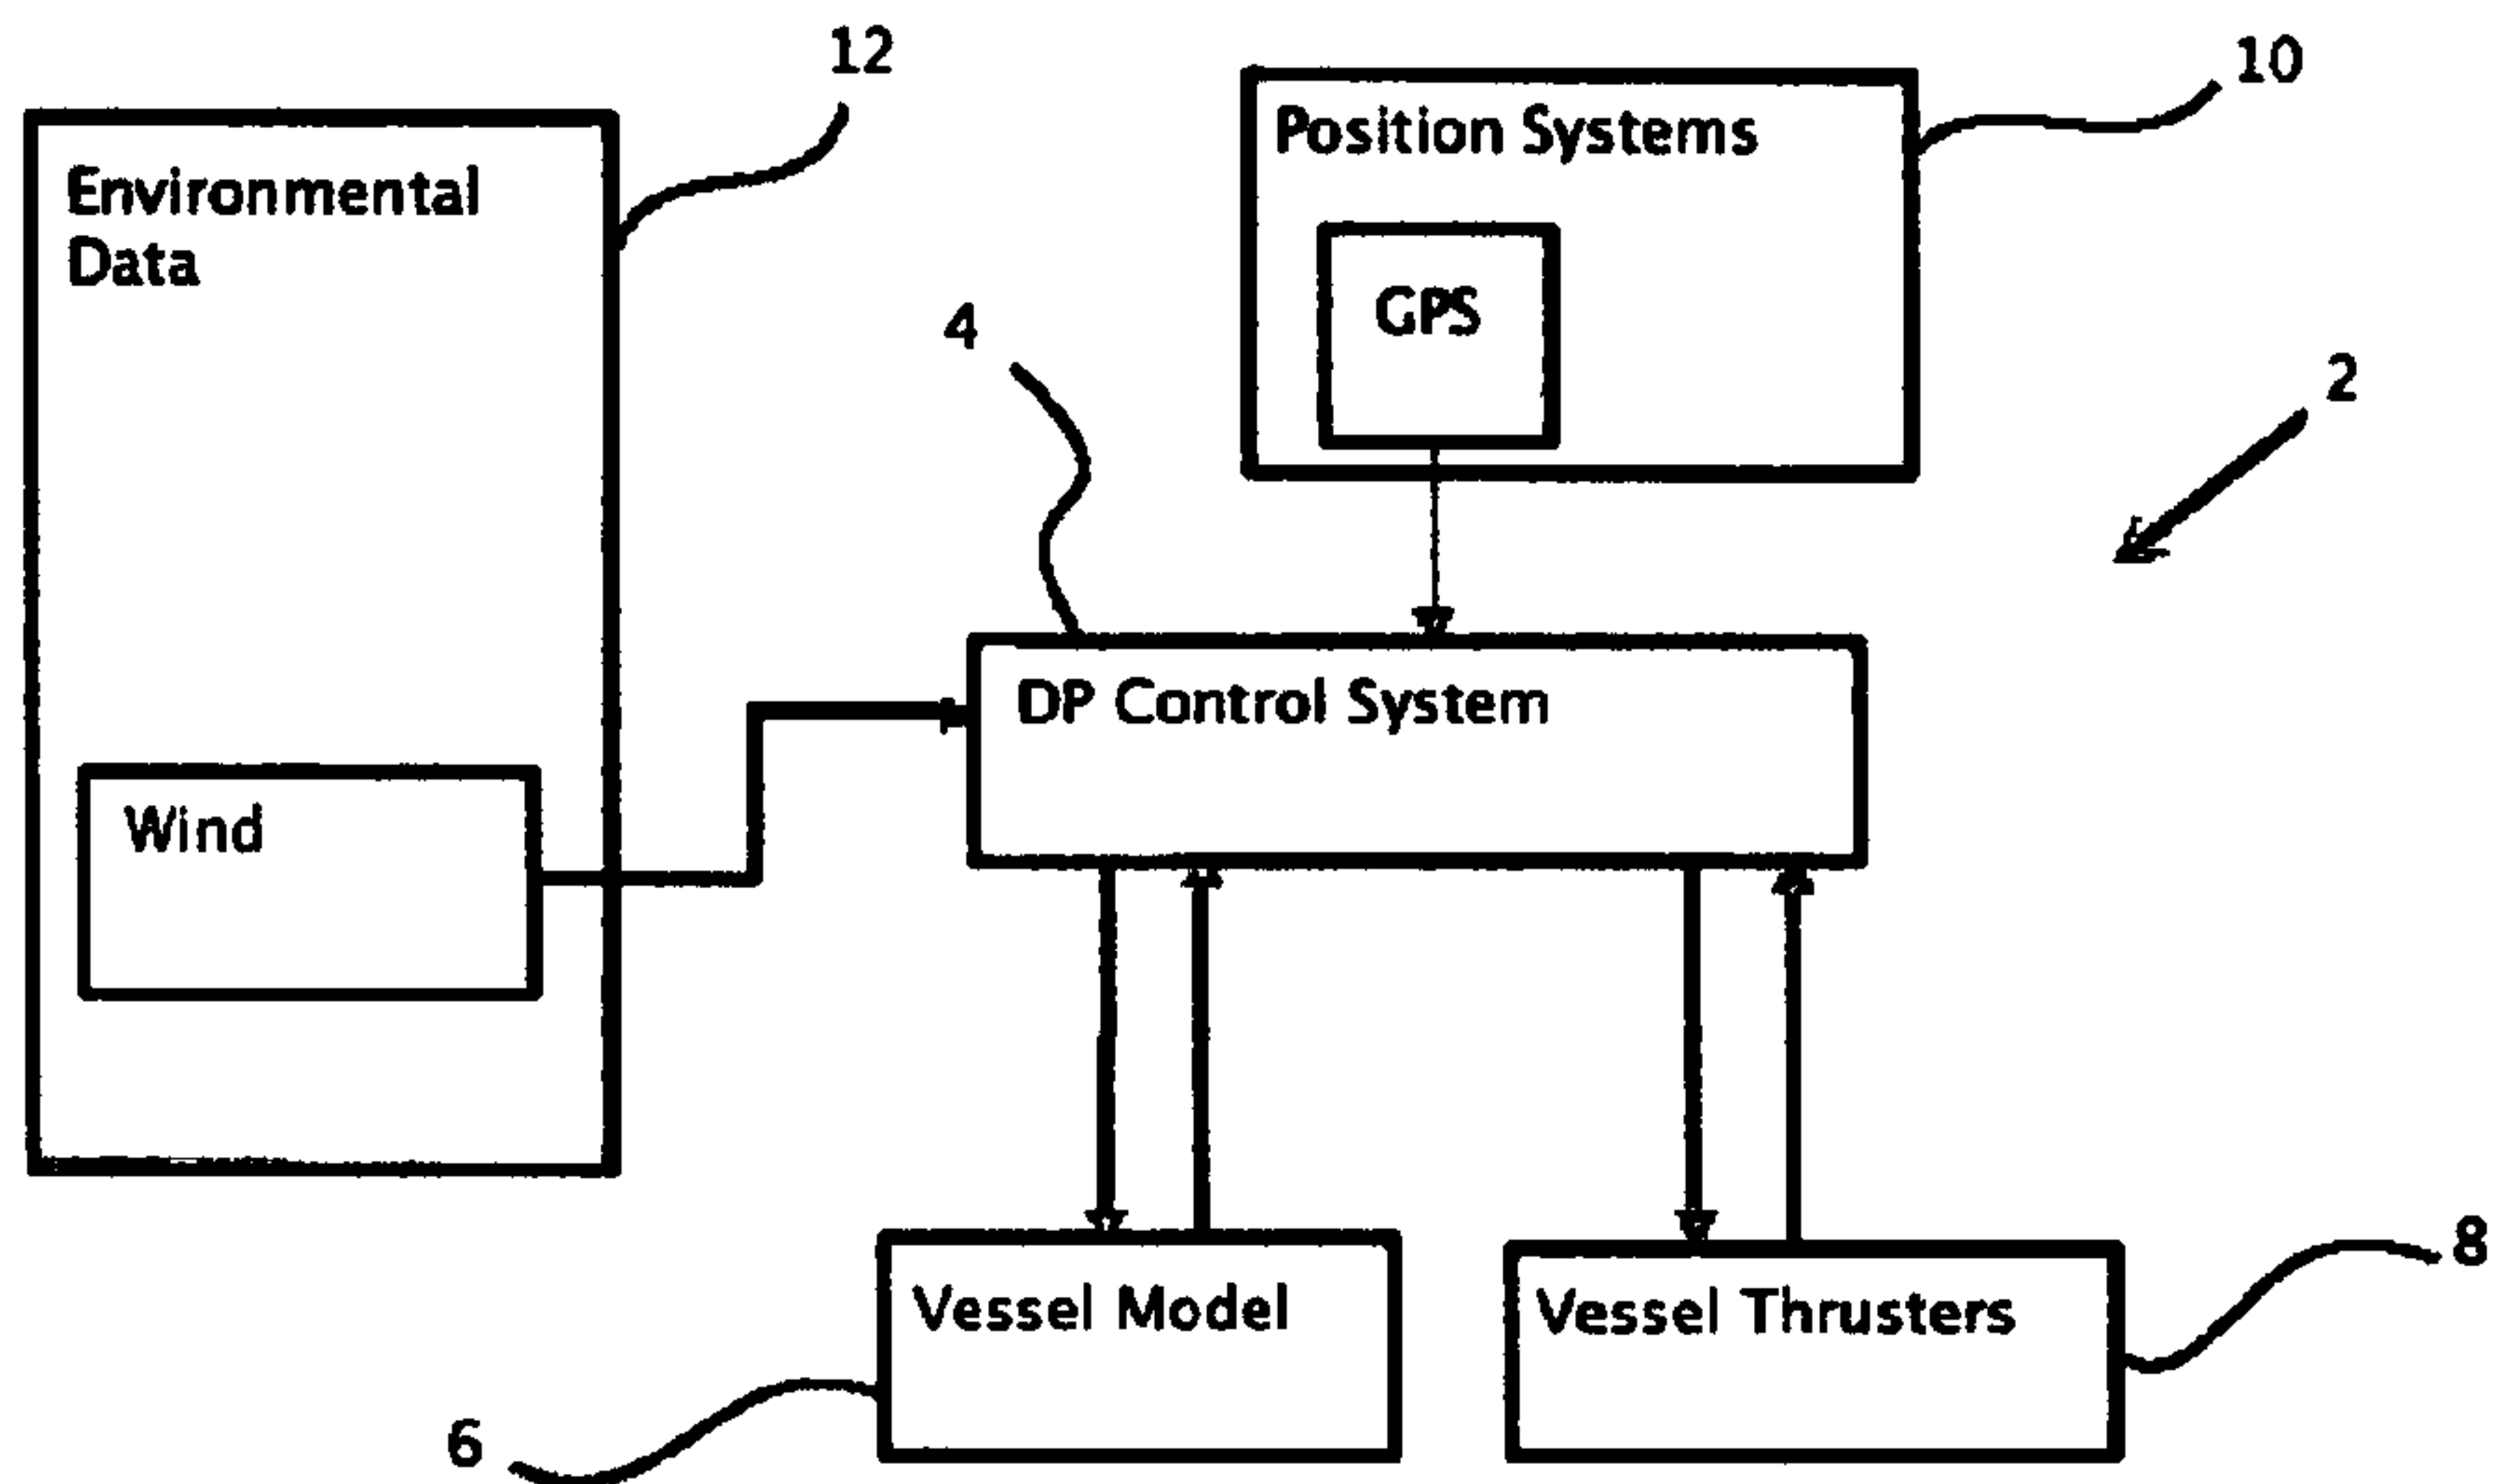 12
10
Position Systems
Environmental
Data
GPS
4
2
DP Control System
Wind
8
Vessel Model
Vessel Thrusters
6